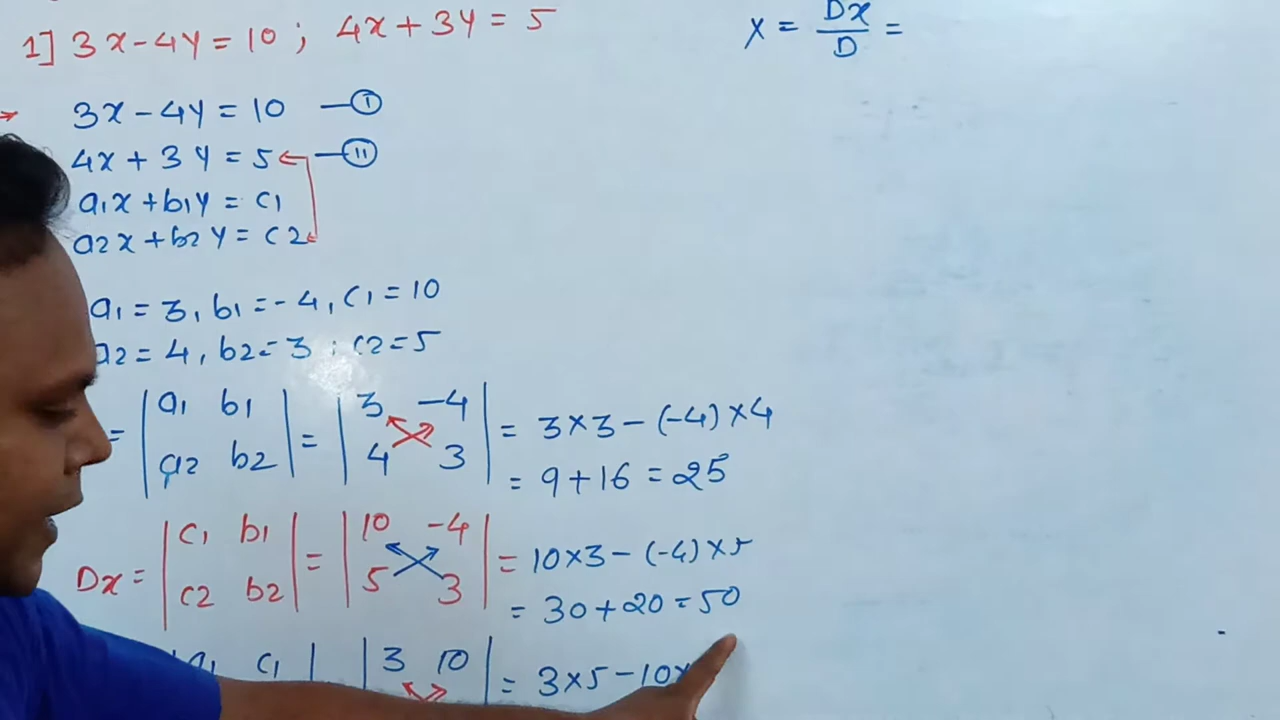 1] 3x-4y = 10 ; 4x+3y = 5
3x-4y = 10 —(I)
4x+3y = 5 —(II)
a1x+b1y = c1
a2x+b2y = c2
a1 = 3, b1 = -4, c1 = 10
a2 = 4, b2 = 3 ; c2 = 5
= | a1 b1 | = | 3 -4 | = 3×3-(-4)×4
| a2 b2 | | 4 3 | = 9+16 = 25
Dx = | c1 b1 | = | 10 -4 | = 10×3-(-4)×5
| c2 b2 | | 5 3 | = 30+20 = 50
| a1 c1 | | 3 10 | = 3×5-10×
x = Dx/D =